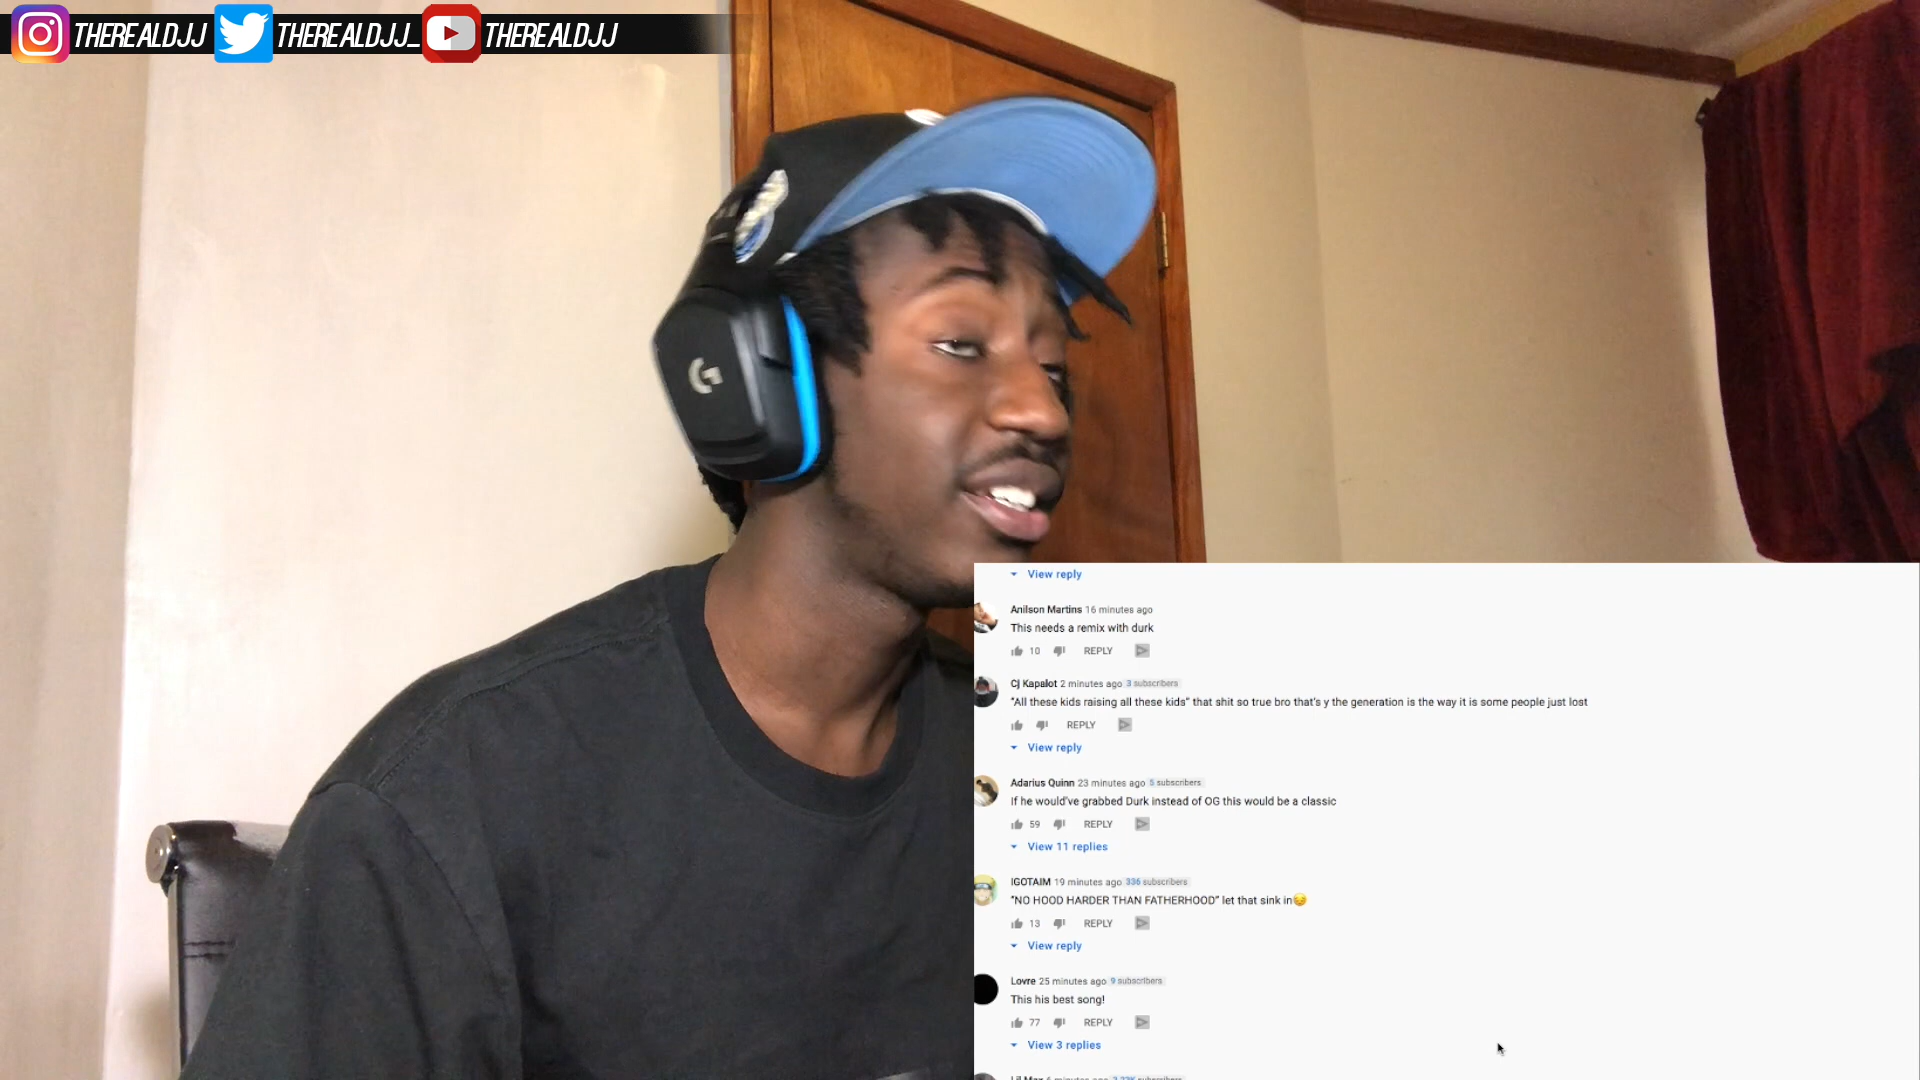 THEREALDJJ THEREALDJJ_ THEREALDJJ
G
View reply
Anilson Martins 16 minutes ago
This needs a remix with durk
10 REPLY
Cj Kapalot 2 minutes ago 3 subscribers
"All these kids raising all these kids" that shit so true bro that's y the generation is the way it is some people just lost
REPLY
View reply
Adarius Quinn 23 minutes ago 5 subscribers
If he would've grabbed Durk instead of OG this would be a classic
59 REPLY
View 11 replies
IGOTAIM 19 minutes ago 336 subscribers
"NO HOOD HARDER THAN FATHERHOOD" let that sink in😔
13 REPLY
View reply
Lovre 25 minutes ago 9 subscribers
This his best song!
77 REPLY
View 3 replies